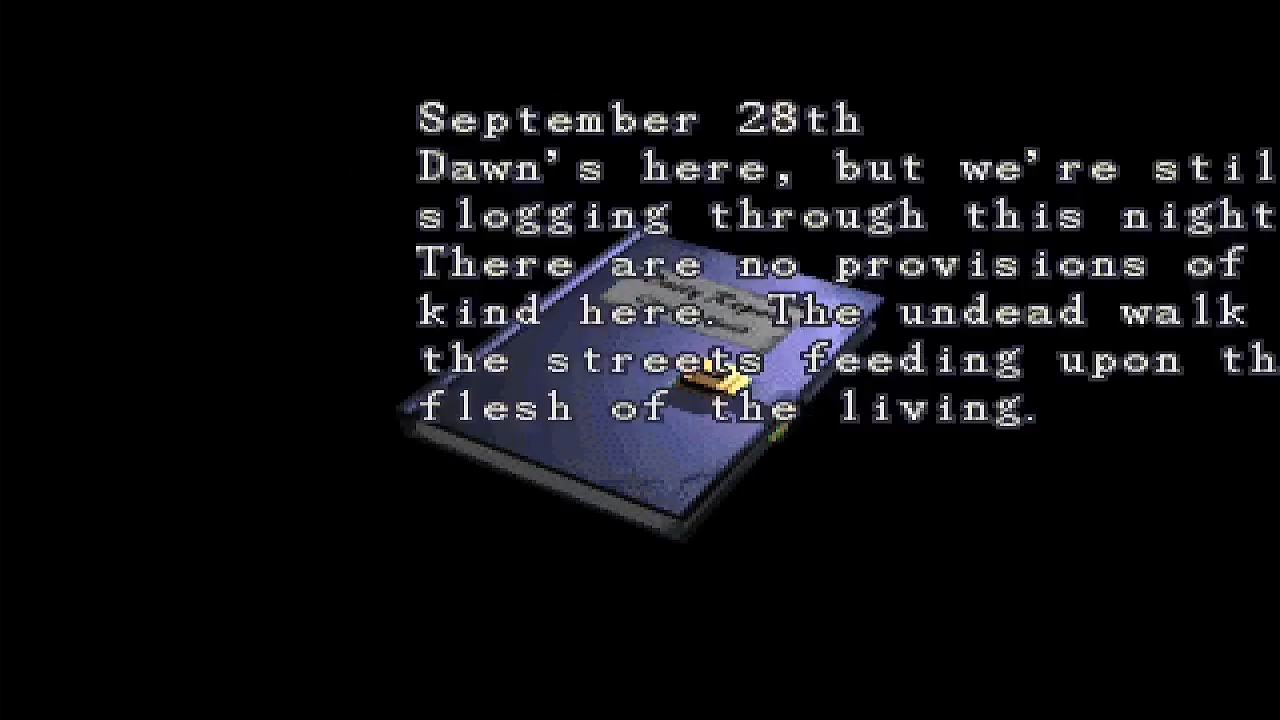 September 28th
Dawn's here, but we're stil
slogging through this night
There are no provisions of
kind here. The undead walk
the streets feeding upon th
flesh of the living.